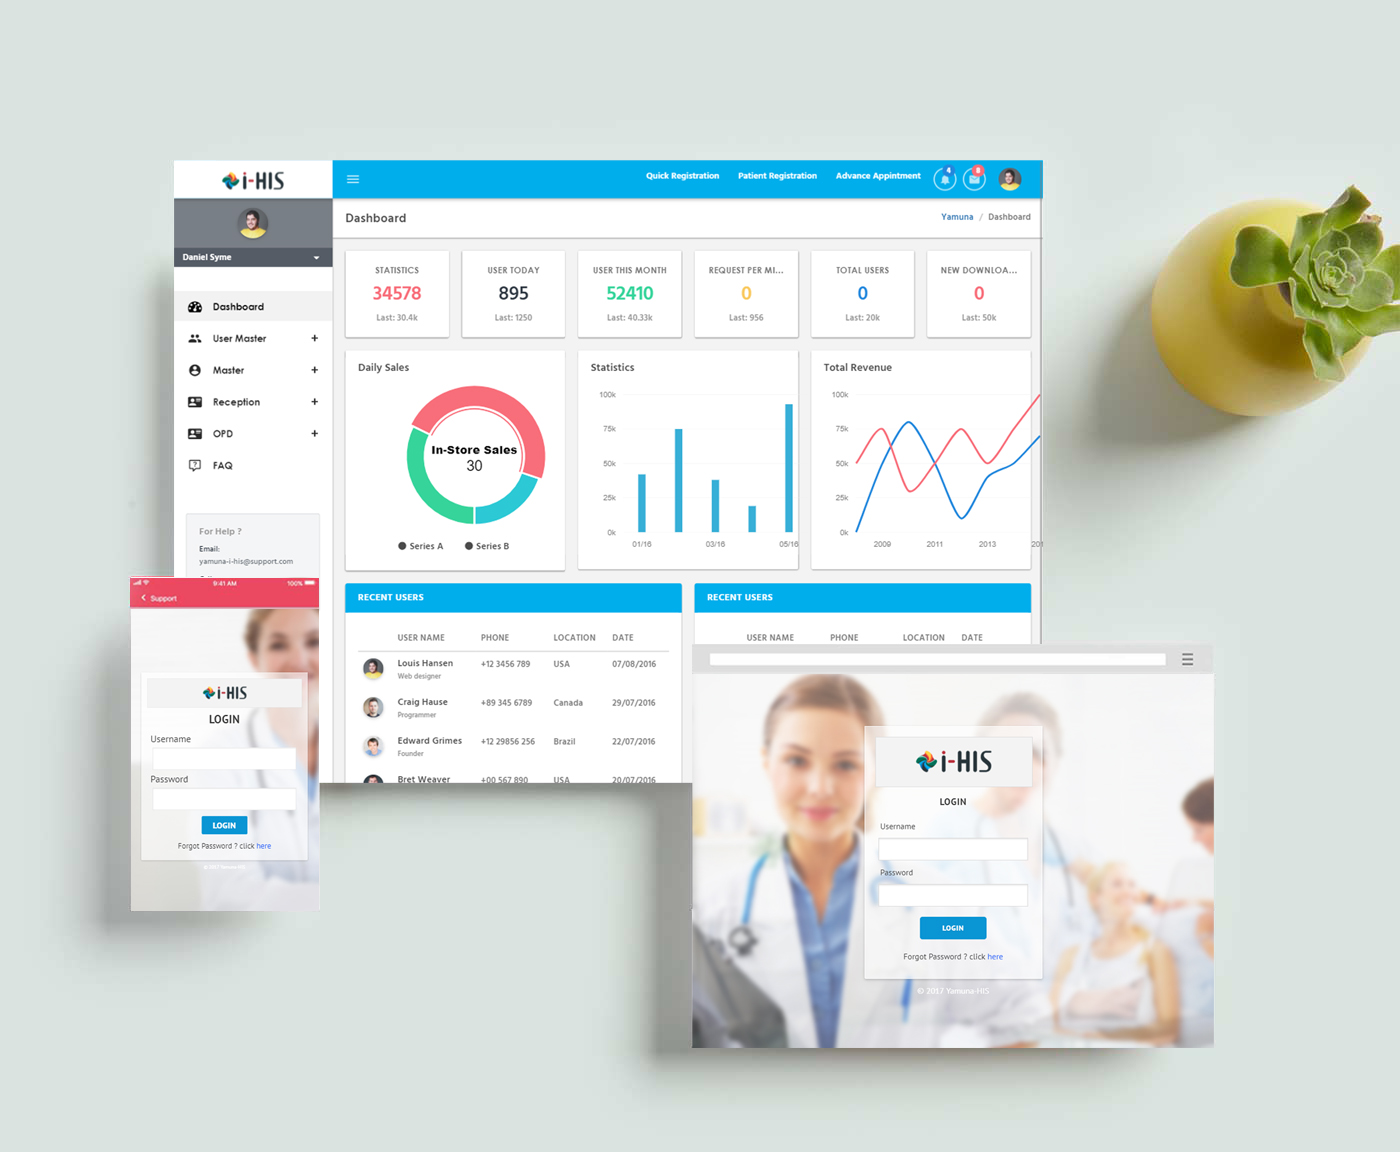 i-HIS
Quick Registration
Patient Registration
Advance Appintment
4
8
Daniel Syme
Dashboard
Yamuna / Dashboard
Dashboard
User Master +
Master +
Reception +
OPD +
FAQ
For Help ?
Email:
yamuna-i-his@support.com
STATISTICS
34578
Last: 30.4k
USER TODAY
895
Last: 1250
USER THIS MONTH
52410
Last: 40.33k
REQUEST PER MI...
0
Last: 956
TOTAL USERS
0
Last: 20k
NEW DOWNLOA...
0
Last: 50k
Daily Sales
In-Store Sales
30
Series A Series B
Statistics
100k
75k
50k
25k
0k
01/16 03/16 05/16
Total Revenue
100k
75k
50k
25k
0k
2009 2011 2013 201
RECENT USERS
USER NAME PHONE LOCATION DATE
Louis Hansen +12 3456 789 USA 07/08/2016
Web designer
Craig Hause +89 345 6789 Canada 29/07/2016
Programmer
Edward Grimes +12 29856 256 Brazil 22/07/2016
Founder
Bret Weaver +00 567 890 USA 20/07/2016
RECENT USERS
USER NAME PHONE LOCATION DATE
9:41 AM 100%
Support
i-HIS
LOGIN
Username
Password
LOGIN
Forgot Password ? click here
© 2017 Yamuna-HIS
i-HIS
LOGIN
Username
Password
LOGIN
Forgot Password ? click here
© 2017 Yamuna-HIS